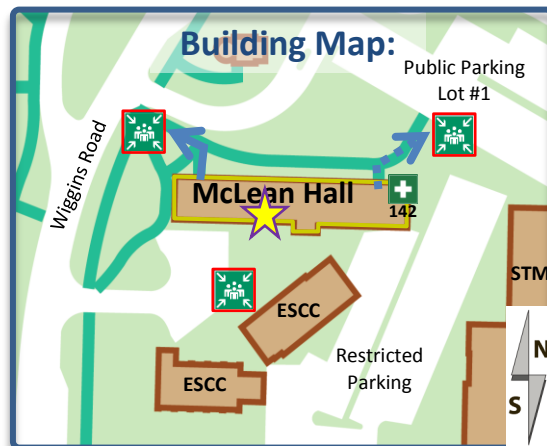 Building Map:
Public Parking
Lot #1
Wiggins Road
McLean Hall
142
ESCC
STM
ESCC
Restricted
Parking
N
S